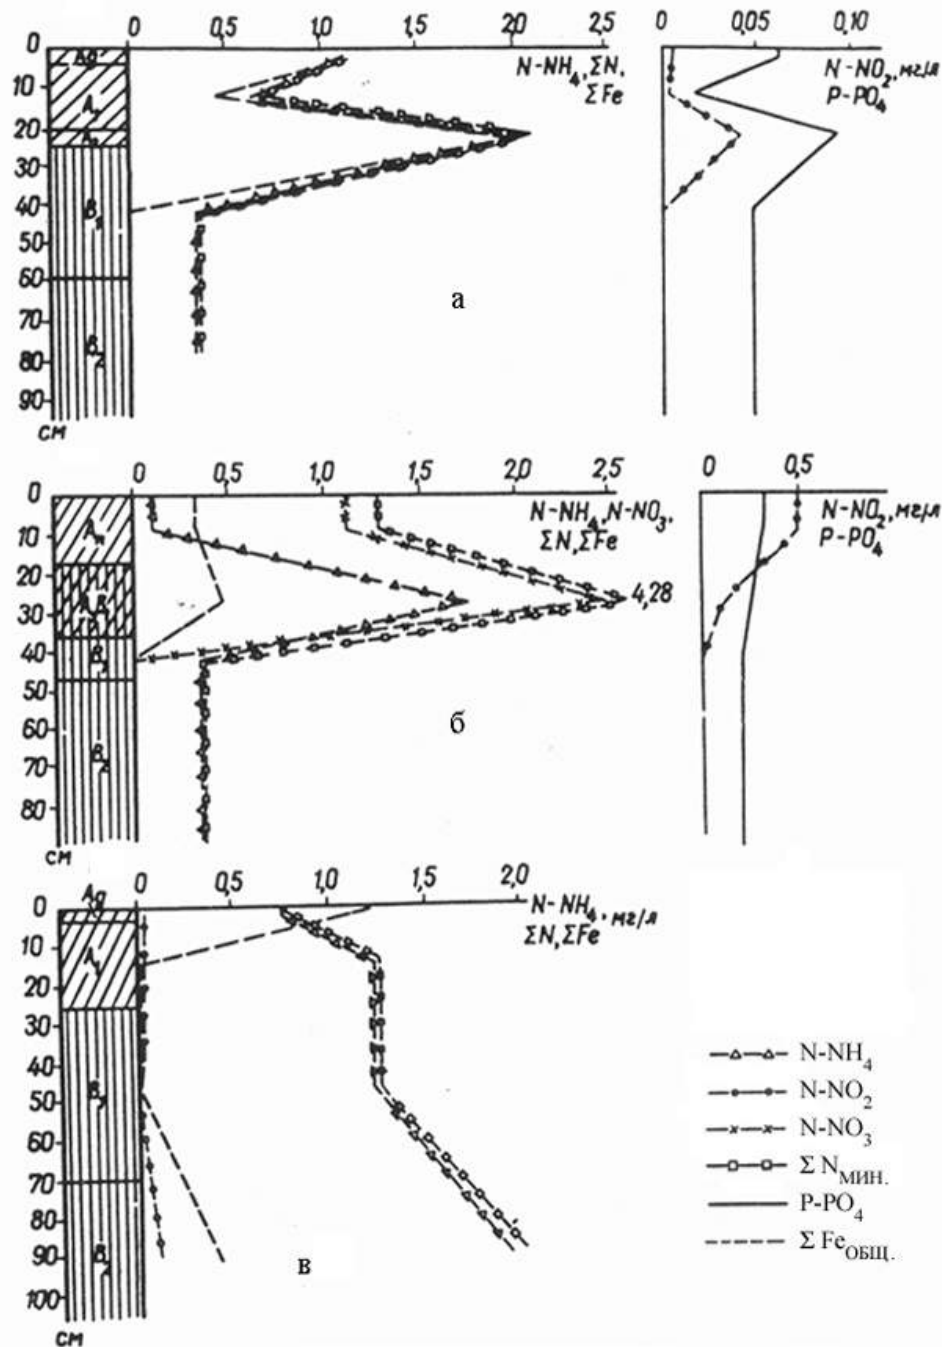 0 0,5 1,0 1,5 2,0 2,5
0 0,05 0,10
N-NH₄, ΣN,
ΣFe
N-NO₂, мг/л
P-PO₄
0
10
20
30
40
50
60
70
80
90
см
Aп
B₁
B₂
а
0 0,5 1,0 1,5 2,0 2,5
0 0,5
N-NH₄, N-NO₃,
ΣN, ΣFe
N-NO₂, мг/л
P-PO₄
0
10
20
30
40
50
60
70
80
см
Aп
B₁
B₂
4,28
б
0 0,5 1,0 1,5 2,0
N-NH₄, мг/л
ΣN, ΣFe
0
10
20
30
40
50
60
70
80
90
100
см
A₁
B₁
B₂
в
N-NH₄
N-NO₂
N-NO₃
Σ Nмин.
P-PO₄
Σ Feобщ.